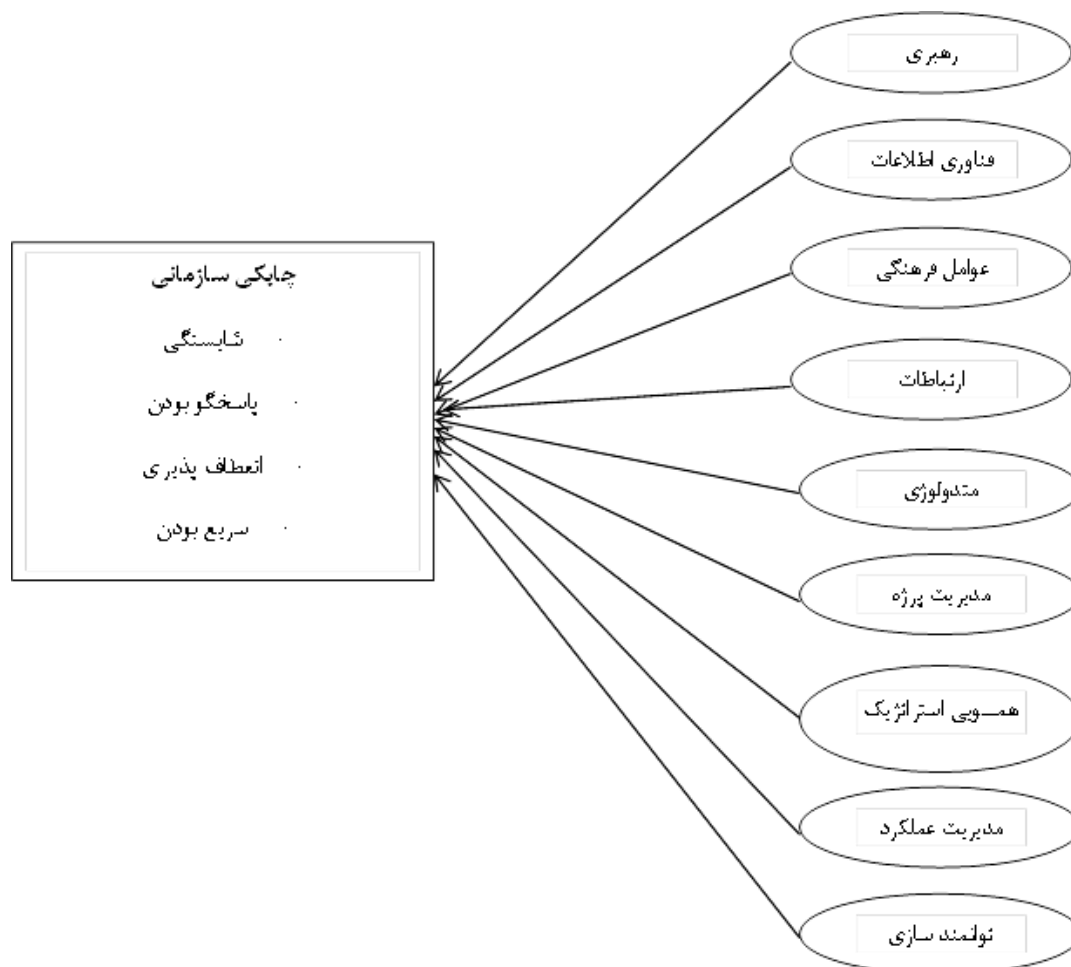 رهبری
فناوری اطلاعات
عوامل فرهنگی
ارتباطات
متدولوژی
مدیریت پرژه
همسویی استراتژیک
مدیریت عملکرد
توانمند سازی
چابکی سازمانی
· شایستگی
· پاسخگو بودن
· انعطاف پذیری
· سریع بودن